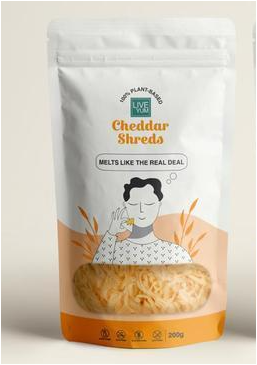 100% PLANT-BASED
LIVE
YUM
Cheddar
Shreds
MELTS LIKE THE REAL DEAL
200g